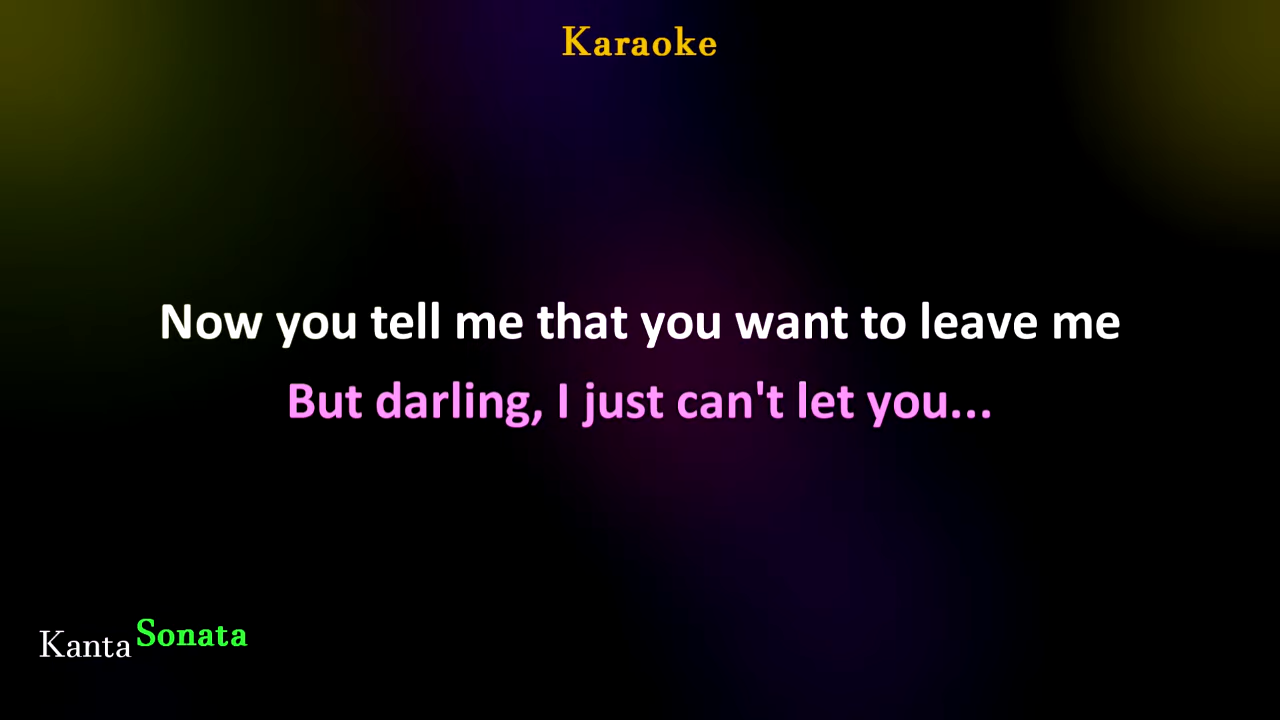 Karaoke
Now you tell me that you want to leave me
But darling, I just can't let you...
Kanta Sonata